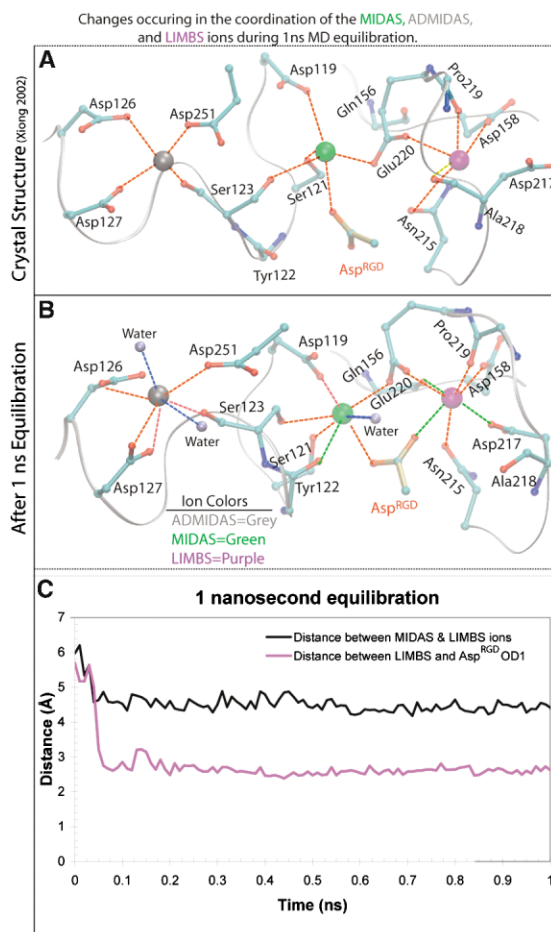 Changes occuring in the coordination of the MIDAS, ADMIDAS,
and LIMBS ions during 1ns MD equilibration.
A
Crystal Structure (Xiong 2002)
Asp119
Pro219
Asp126
Asp251
Gln156
Asp158
Glu220
Asp217
Ser123
Ser121
Asp127
Ala218
Asn215
Tyr122
AspRGD
B
After 1 ns Equilibration
Water
Asp119
Pro219
Asp126
Asp251
Gln156
Glu220
Asp158
Ser123
Water
Water
Asp217
Ser121
Asp127
Tyr122
Asn215
Ala218
AspRGD
Ion Colors
ADMIDAS=Grey
MIDAS=Green
LIMBS=Purple
C
1 nanosecond equilibration
7
Distance between MIDAS & LIMBS ions
6
Distance between LIMBS and AspRGD OD1
5
4
3
2
1
0
Distance (Å)
0 0.1 0.2 0.3 0.4 0.5 0.6 0.7 0.8 0.9 1
Time (ns)